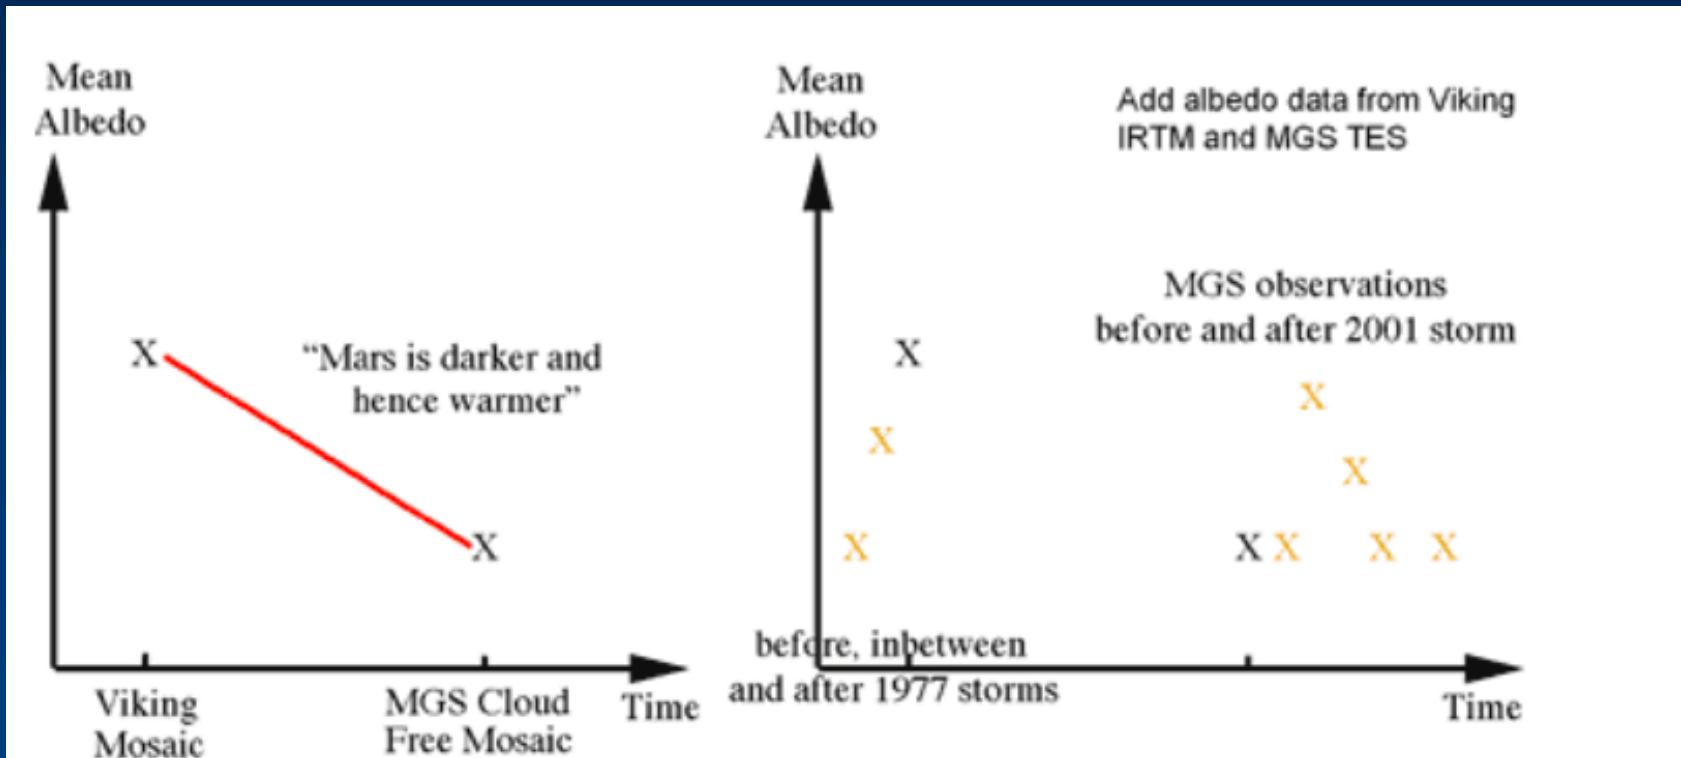 Mean
Albedo
“Mars is darker and
hence warmer”
X
X
Viking
Mosaic
MGS Cloud
Free Mosaic
Time
Mean
Albedo
Add albedo data from Viking
IRTM and MGS TES
MGS observations
before and after 2001 storm
X
X
X
X
X
X X X X
before, inbetween
and after 1977 storms
Time